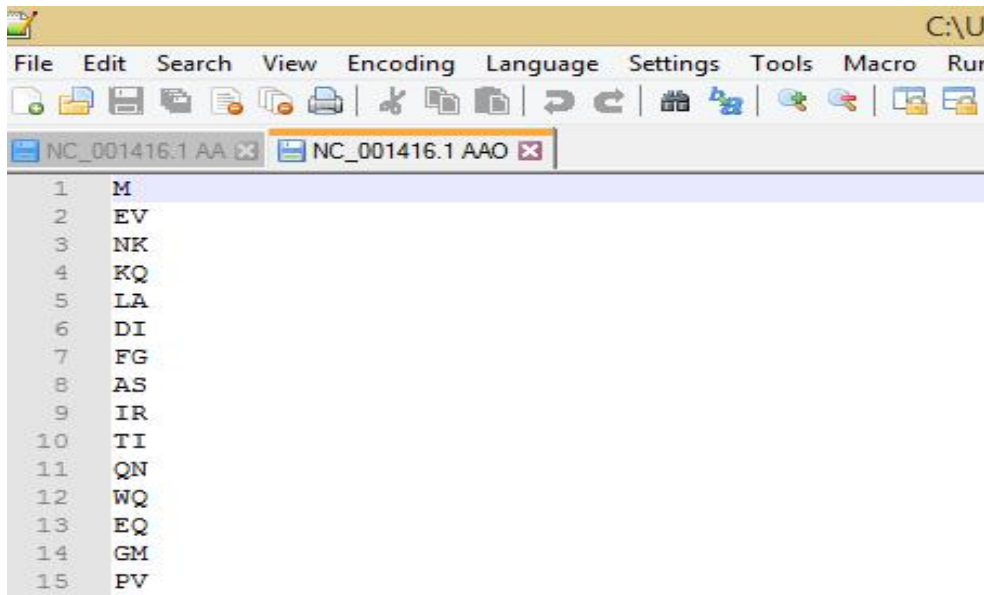 C:\U
File Edit Search View Encoding Language Settings Tools Macro Run
NC_001416.1 AA NC_001416.1 AAO
1 M
2 EV
3 NK
4 KQ
5 LA
6 DI
7 FG
8 AS
9 IR
10 TI
11 QN
12 WQ
13 EQ
14 GM
15 PV